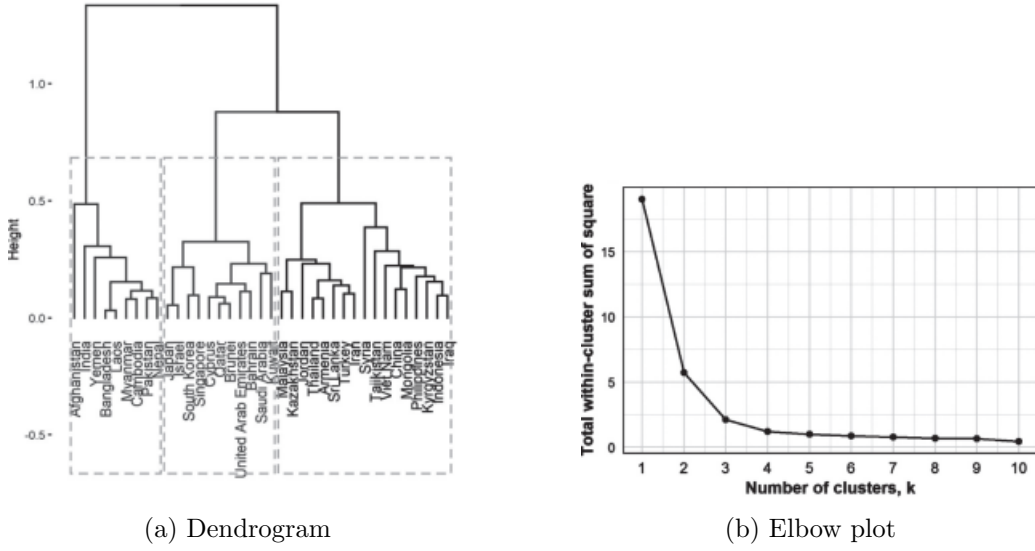 Height
1.0
0.5
0.0
-0.5
Afghanistan
India
Yemen
Bangladesh
Laos
Myanmar
Cambodia
Pakistan
Nepal
Japan
Israel
South Korea
Singapore
Cyprus
Qatar
Brunei
United Arab Emirates
Bahrain
Saudi Arabia
Kuwait
Malaysia
Kazakhstan
Jordan
Thailand
Armenia
Sri Lanka
Turkey
Iran
Syria
Tajikistan
Viet Nam
China
Mongolia
Philippines
Kyrgyzstan
Indonesia
Iraq
(a) Dendrogram
Total within-cluster sum of square
15
10
5
0
1 2 3 4 5 6 7 8 9 10
Number of clusters, k
(b) Elbow plot